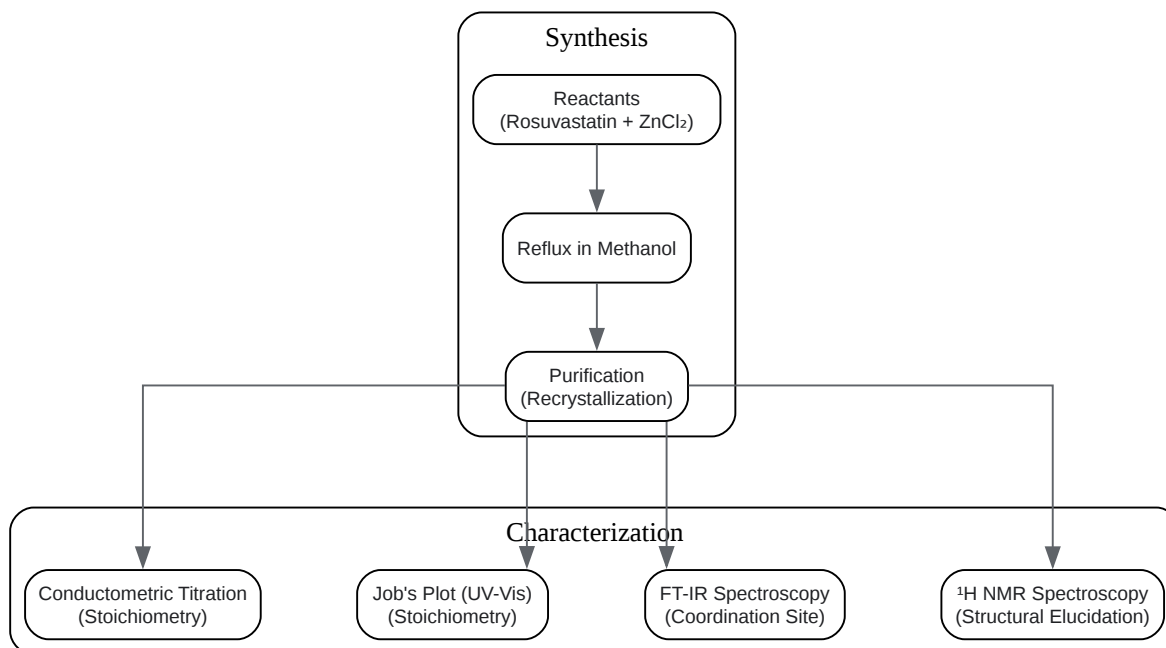 Synthesis
Reactants
(Rosuvastatin + ZnCl₂)
Reflux in Methanol
Purification
(Recrystallization)
Characterization
Conductometric Titration
(Stoichiometry)
Job's Plot (UV-Vis)
(Stoichiometry)
FT-IR Spectroscopy
(Coordination Site)
¹H NMR Spectroscopy
(Structural Elucidation)